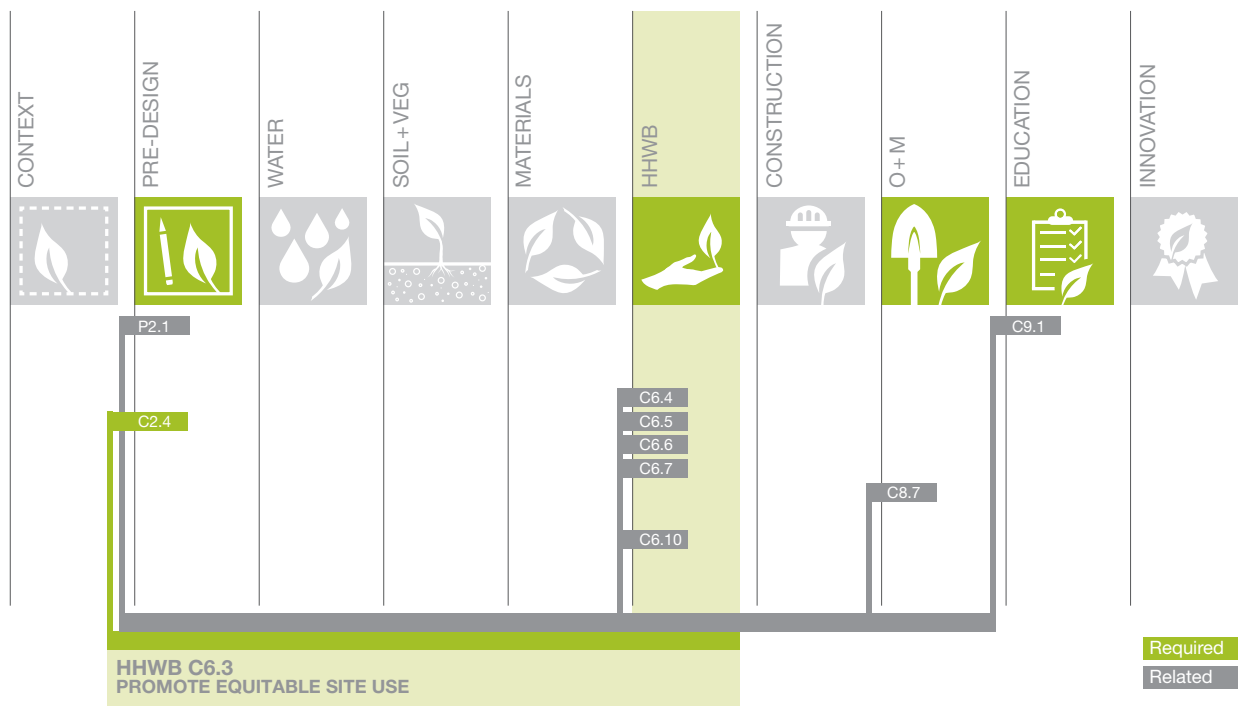 CONTEXT
PRE-DESIGN
WATER
SOIL + VEG
MATERIALS
HHWB
CONSTRUCTION
O + M
EDUCATION
INNOVATION
P2.1
C9.1
C6.4
C2.4
C6.5
C6.6
C6.7
C8.7
C6.10
HHWB C6.3
PROMOTE EQUITABLE SITE USE
Required
Related